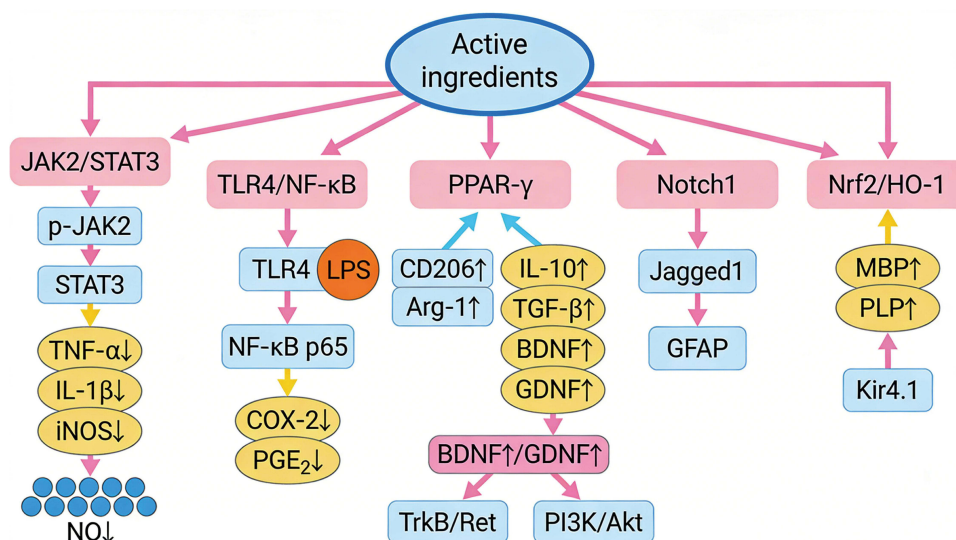 Active
ingredients
JAK2/STAT3
p-JAK2
STAT3
TNF-α↓
IL-1β↓
iNOS↓
NO↓
TLR4/NF-κB
TLR4
LPS
NF-κB p65
COX-2↓
PGE₂↓
PPAR-γ
CD206↑
Arg-1↑
IL-10↑
TGF-β↑
BDNF↑
GDNF↑
BDNF↑/GDNF↑
TrkB/Ret
PI3K/Akt
Notch1
Jagged1
GFAP
Nrf2/HO-1
MBP↑
PLP↑
Kir4.1